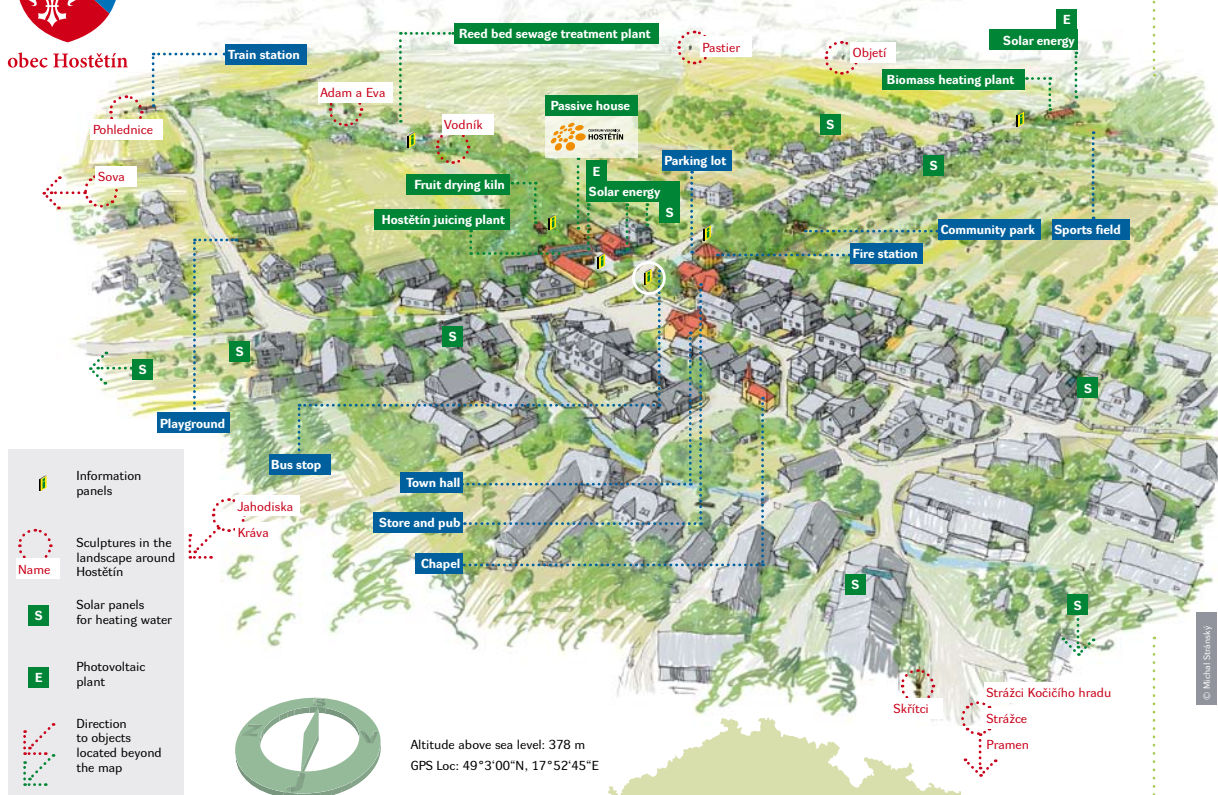 obec Hostětín
Train station
Reed bed sewage treatment plant
Pastier
Objetí
E
Solar energy
Biomass heating plant
Adam a Eva
Passive house
CENTRUM VERONICA
HOSTĚTÍN
Pohlednice
Vodník
S
Parking lot
S
Sova
Fruit drying kiln
E
Solar energy
S
Hostětín juicing plant
Community park
Sports field
Fire station
S
S
S
S
Playground
Bus stop
Town hall
Store and pub
Chapel
Jahodiska
Kráva
S
S
Skřítci
Strážci Kočičího hradu
Strážce
Pramen
Information
panels
Name
Sculptures in the
landscape around
Hostětín
S
Solar panels
for heating water
E
Photovoltaic
plant
Direction
to objects
located beyond
the map
S
Z
V
J
Altitude above sea level: 378 m
GPS Loc: 49°3‘00“N, 17°52‘45“E
© Michal Stránský